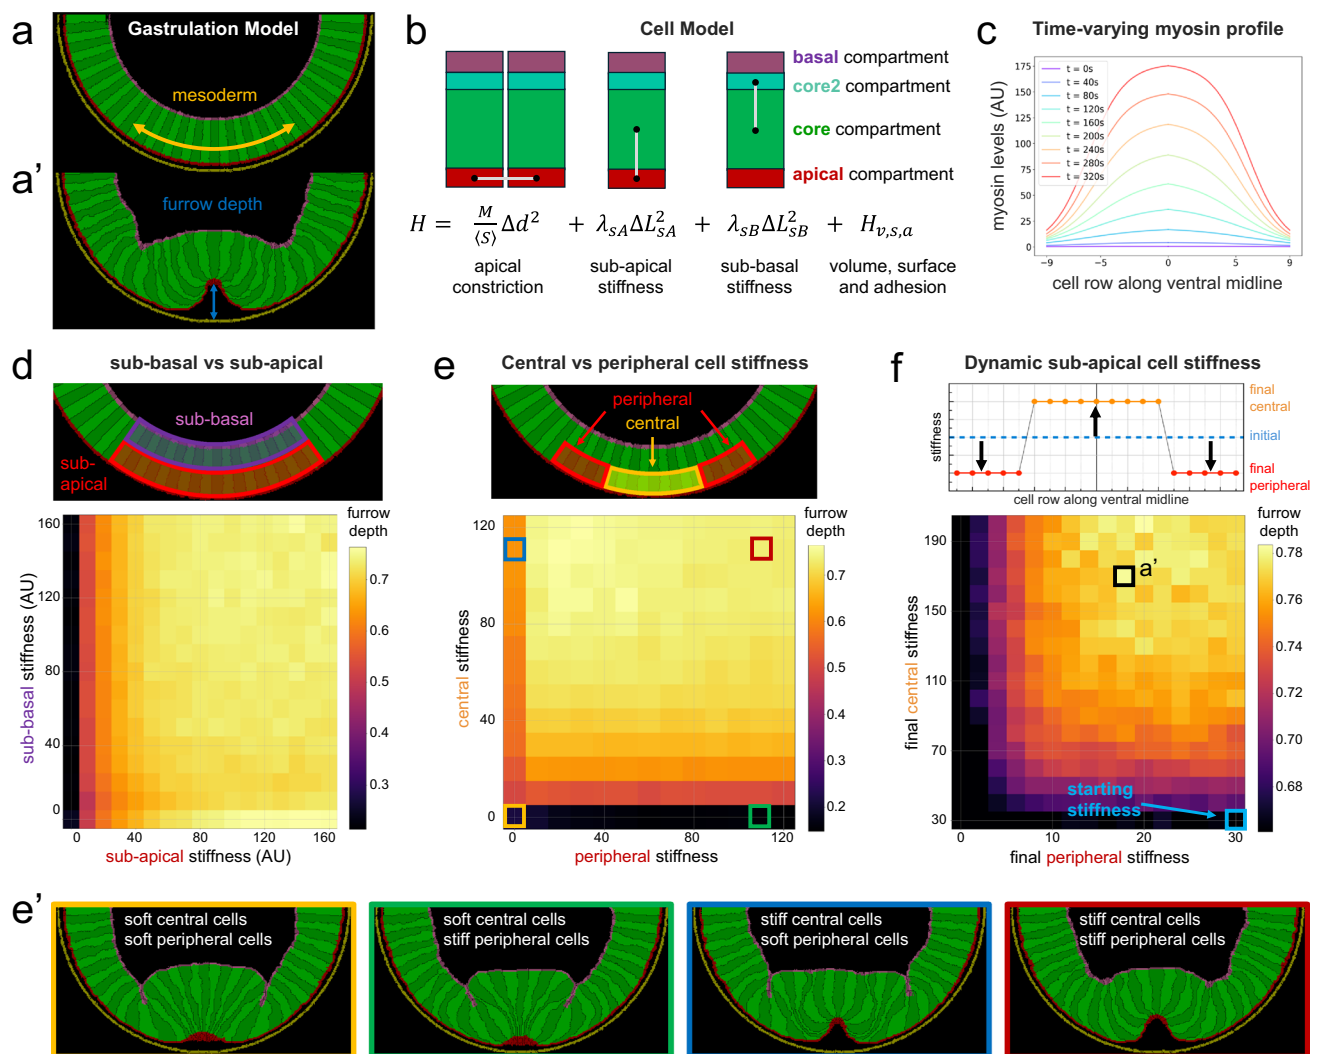 a
Gastrulation Model
mesoderm
a’
furrow depth
b
Cell Model
basal compartment
core2 compartment
core compartment
apical compartment
H = M/⟨S⟩ Δd² + λsAΔL²sA + λsBΔL²sB + Hv,s,a
apical constriction
sub-apical stiffness
sub-basal stiffness
volume, surface and adhesion
c
Time-varying myosin profile
myosin levels (AU)
175
150
125
100
75
50
25
0
t = 0s
t = 40s
t = 80s
t = 120s
t = 160s
t = 200s
t = 240s
t = 280s
t = 320s
−9 −5 0 5 9
cell row along ventral midline
d
sub-basal vs sub-apical
sub-basal
sub-
apical
furrow
depth
sub-basal stiffness (AU)
160
120
80
40
0
0 40 80 120 160
sub-apical stiffness (AU)
0.7
0.6
0.5
0.4
0.3
e
Central vs peripheral cell stiffness
peripheral
central
furrow
depth
central stiffness
120
80
40
0
0 40 80 120
peripheral stiffness
0.7
0.6
0.5
0.4
0.3
0.2
f
Dynamic sub-apical cell stiffness
stiffness
final
central
initial
final
peripheral
cell row along ventral midline
furrow
depth
final central stiffness
190
150
110
70
30
a’
starting
stiffness
0 10 20 30
final peripheral stiffness
0.78
0.76
0.74
0.72
0.70
0.68
e’
soft central cells
soft peripheral cells
soft central cells
stiff peripheral cells
stiff central cells
soft peripheral cells
stiff central cells
stiff peripheral cells